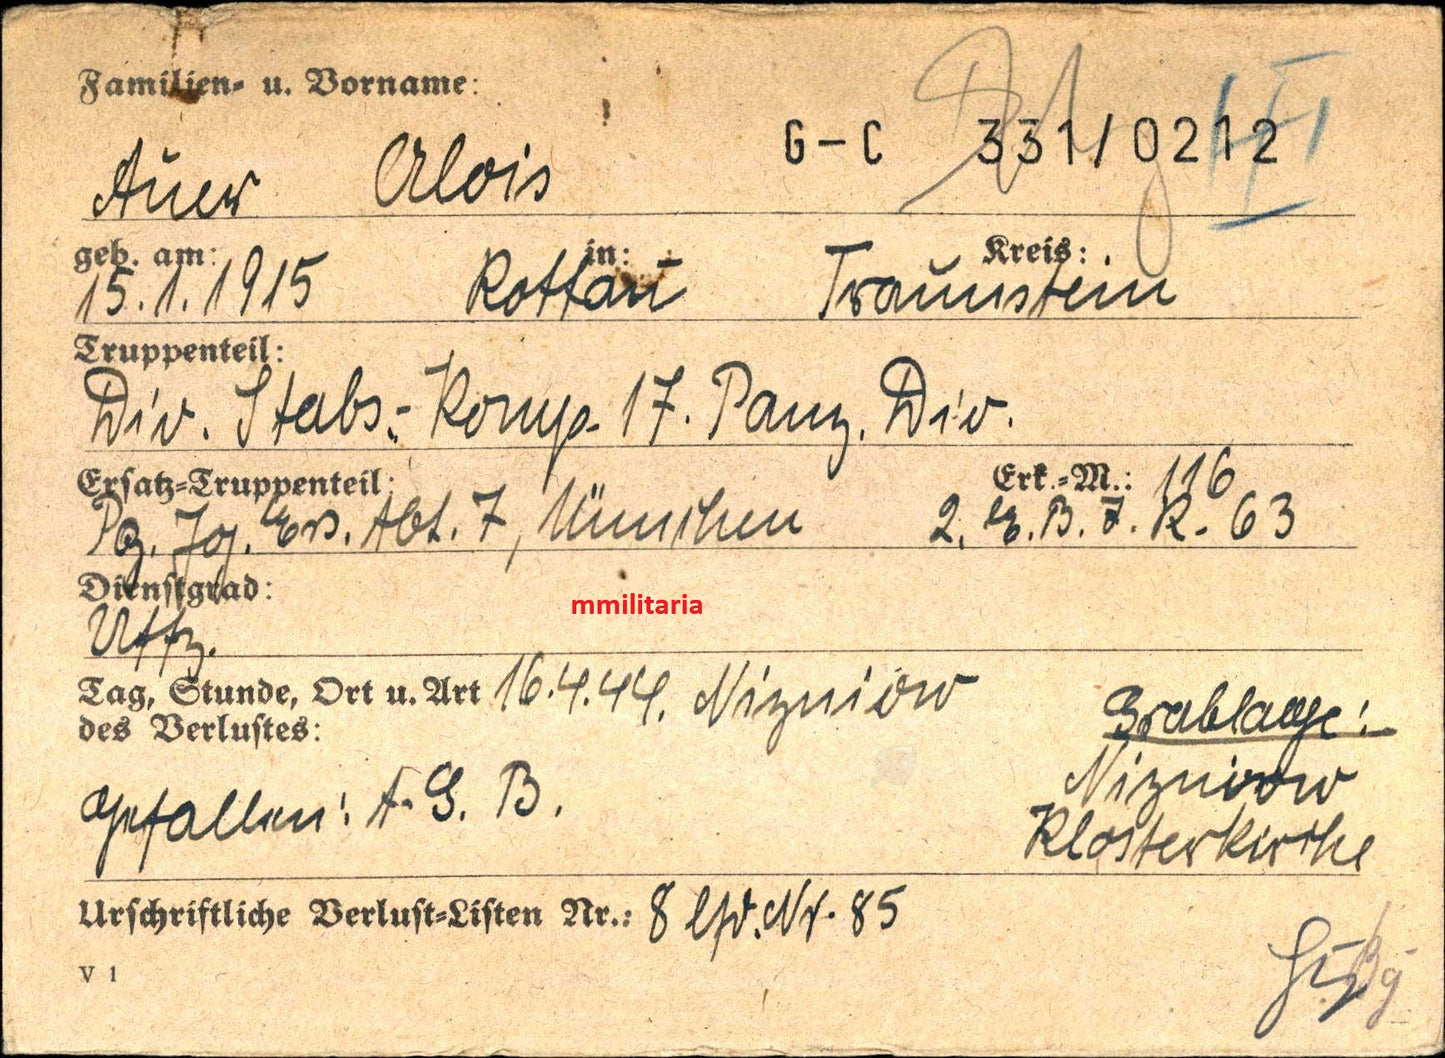 Familien- u. Vorname:
Auer Alois G-C 331/0212
geb. am: in: Kreis:
15.1.1915 Rottau Traunstein
Truppenteil:
Div. Stabs-Komp. 17. Panz. Div.
Ersatz-Truppenteil: Erk.-M.: 116
Pz. Jg. Ers. Abt. 7, München 2. E. B. J. R. 63
Dienstgrad:
mmilitaria
Uffz.
Tag, Stunde, Ort u. Art 16.4.44. Nizniow
des Verlustes:
Grablage:
Nizniow
gefallen: A. G. B.
Klosterkirche
Urschriftliche Verlust-Listen Nr.: 8 lfd. Nr. 85
V 1